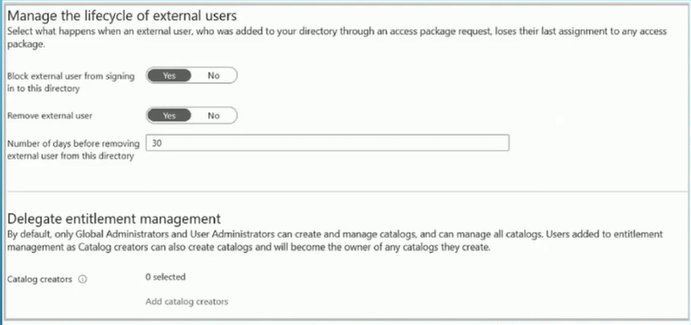 Manage the lifecycle of external users
Select what happens when an external user, who was added to your directory through an access package request, loses their last assignment to any access
package.
Block external user from signing
in to this directory
Yes No
Remove external user
Yes No
Number of days before removing
external user from this directory
30
Delegate entitlement management
By default, only Global Administrators and User Administrators can create and manage catalogs, and can manage all catalogs. Users added to entitlement
management as Catalog creators can also create catalogs and will become the owner of any catalogs they create.
Catalog creators
0 selected
Add catalog creators